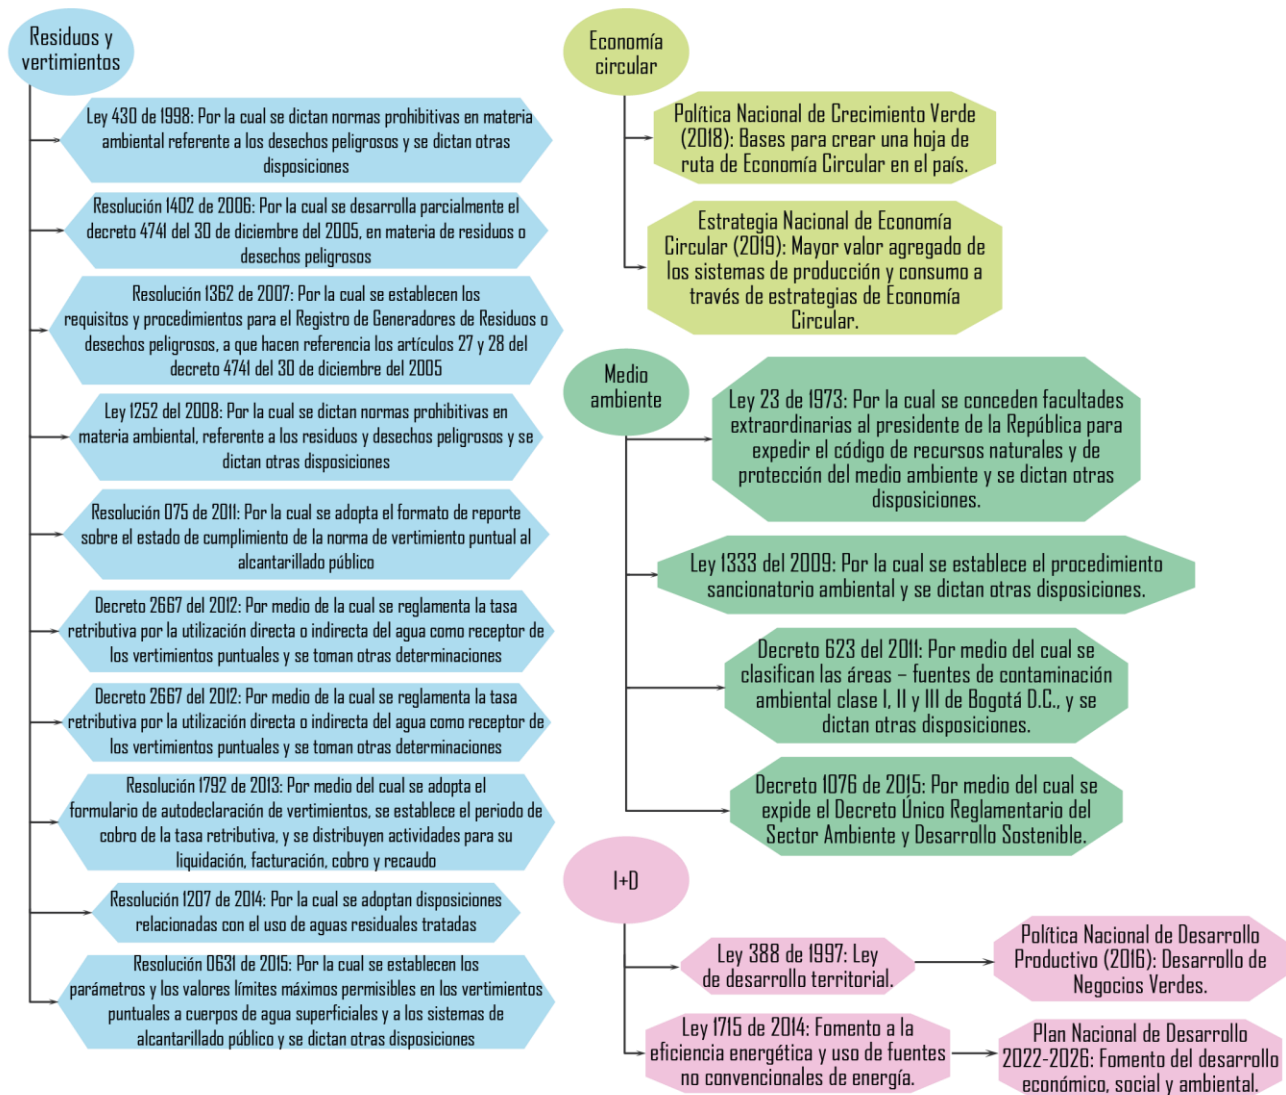 Residuos y
vertimientos
Ley 430 de 1998: Por la cual se dictan normas prohibitivas en materia
ambiental referente a los desechos peligrosos y se dictan otras
disposiciones
Resolución 1402 de 2006: Por la cual se desarrolla parcialmente el
decreto 4741 del 30 de diciembre del 2005, en materia de residuos o
desechos peligrosos
Resolución 1362 de 2007: Por la cual se establecen los
requisitos y procedimientos para el Registro de Generadores de Residuos o
desechos peligrosos, a que hacen referencia los artículos 27 y 28 del
decreto 4741 del 30 de diciembre del 2005
Ley 1252 del 2008: Por la cual se dictan normas prohibitivas en
materia ambiental, referente a los residuos y desechos peligrosos y se
dictan otras disposiciones
Resolución 075 de 2011: Por la cual se adopta el formato de reporte
sobre el estado de cumplimiento de la norma de vertimiento puntual al
alcantarillado público
Decreto 2667 del 2012: Por medio de la cual se reglamenta la tasa
retributiva por la utilización directa o indirecta del agua como receptor de
los vertimientos puntuales y se toman otras determinaciones
Decreto 2667 del 2012: Por medio de la cual se reglamenta la tasa
retributiva por la utilización directa o indirecta del agua como receptor de
los vertimientos puntuales y se toman otras determinaciones
Resolución 1792 de 2013: Por medio del cual se adopta el
formulario de autodeclaración de vertimientos, se establece el periodo de
cobro de la tasa retributiva, y se distribuyen actividades para su
liquidación, facturación, cobro y recaudo
Resolución 1207 de 2014: Por la cual se adoptan disposiciones
relacionadas con el uso de aguas residuales tratadas
Resolución 0631 de 2015: Por la cual se establecen los
parámetros y los valores límites máximos permisibles en los vertimientos
puntuales a cuerpos de agua superficiales y a los sistemas de
alcantarillado público y se dictan otras disposiciones
Economía
circular
Política Nacional de Crecimiento Verde
(2018): Bases para crear una hoja de
ruta de Economía Circular en el país.
Estrategia Nacional de Economía
Circular (2019): Mayor valor agregado de
los sistemas de producción y consumo a
través de estrategias de Economía
Circular.
Medio
ambiente
Ley 23 de 1973: Por la cual se conceden facultades
extraordinarias al presidente de la República para
expedir el código de recursos naturales y de
protección del medio ambiente y se dictan otras
disposiciones.
Ley 1333 del 2009: Por la cual se establece el procedimiento
sancionatorio ambiental y se dictan otras disposiciones.
Decreto 623 del 2011: Por medio del cual se
clasifican las áreas – fuentes de contaminación
ambiental clase I, II y III de Bogotá D.C., y se
dictan otras disposiciones.
Decreto 1076 de 2015: Por medio del cual se
expide el Decreto Único Reglamentario del
Sector Ambiente y Desarrollo Sostenible.
I+D
Ley 388 de 1997: Ley
de desarrollo territorial.
Política Nacional de Desarrollo
Productivo (2016): Desarrollo de
Negocios Verdes.
Ley 1715 de 2014: Fomento a la
eficiencia energética y uso de fuentes
no convencionales de energía.
Plan Nacional de Desarrollo
2022-2026: Fomento del desarrollo
económico, social y ambiental.